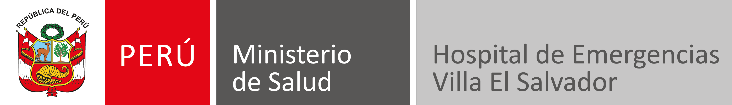 REPÚBLICA DEL PERÚ
PERÚ
Ministerio
de Salud
Hospital de Emergencias
Villa El Salvador